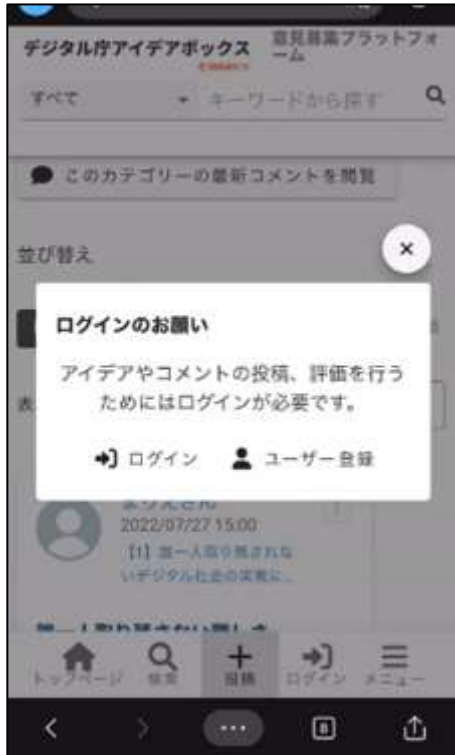 デジタル庁アイデアボックス
意見募集プラットフォ
ーム
すべて
キーワードから探す
このカテゴリーの最新コメントを閲覧
並び替え
ログインのお願い
アイデアやコメントの投稿、評価を行う
ためにはログインが必要です。
ログイン ユーザー登録
2022/07/27 15:00
【1】誰一人取り残されな
いデジタル社会の実現に...
トップページ 検索 投稿 ログイン メニュー
8